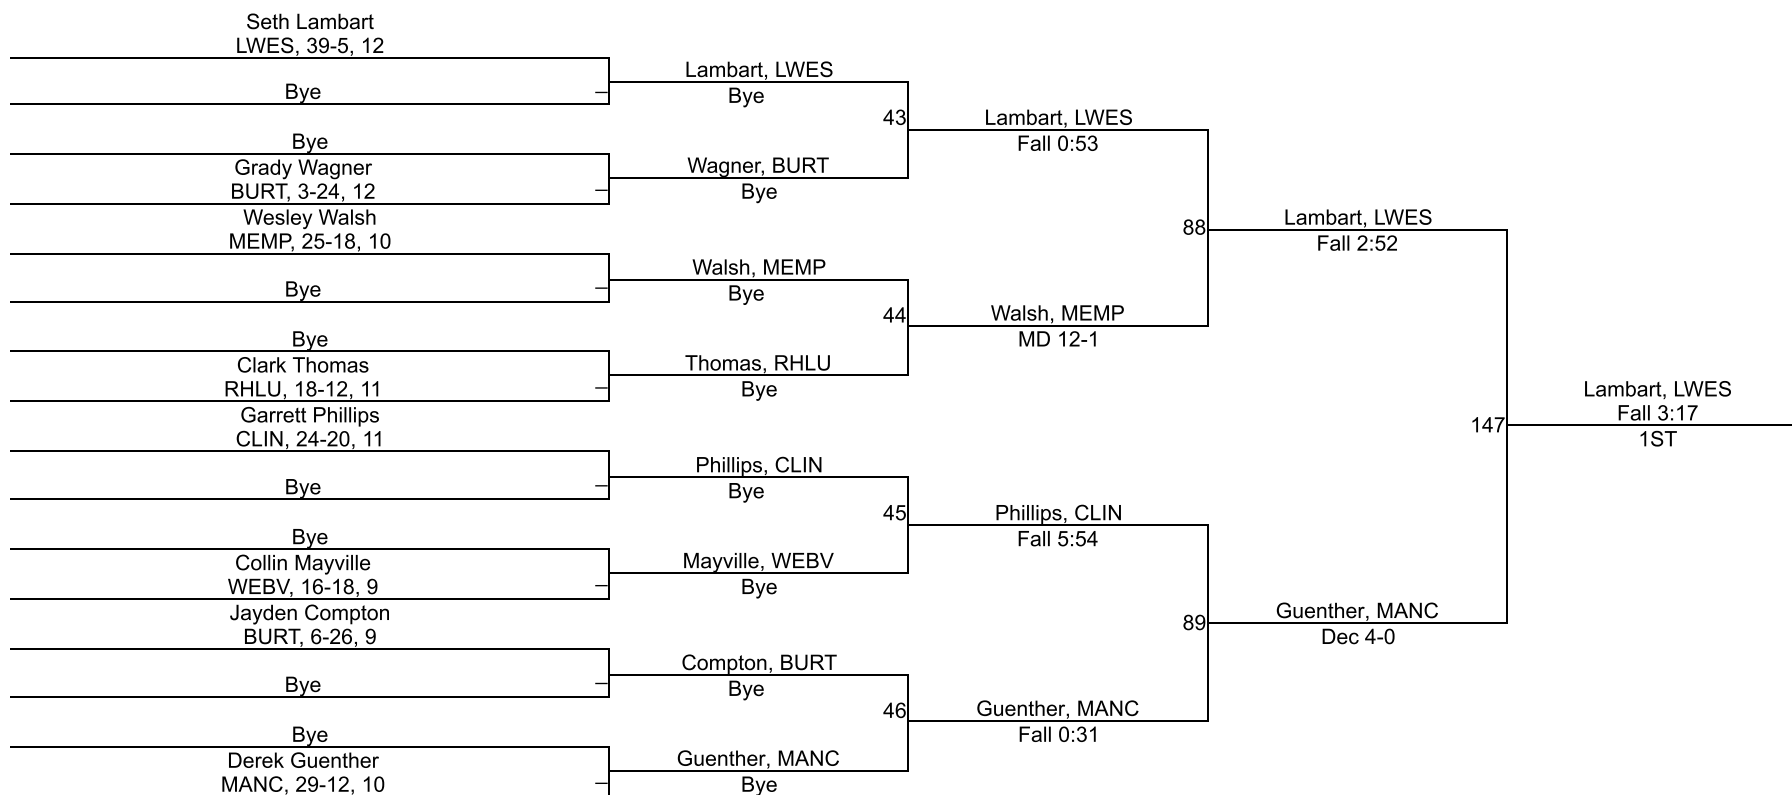 Seth Lambart
LWES, 39-5, 12
Bye
Bye
Grady Wagner
BURT, 3-24, 12
Wesley Walsh
MEMP, 25-18, 10
Bye
Bye
Clark Thomas
RHLU, 18-12, 11
Garrett Phillips
CLIN, 24-20, 11
Bye
Bye
Collin Mayville
WEBV, 16-18, 9
Jayden Compton
BURT, 6-26, 9
Bye
Bye
Derek Guenther
MANC, 29-12, 10
Lambart, LWES
Bye
43
Wagner, BURT
Bye
Walsh, MEMP
Bye
44
Thomas, RHLU
Bye
Phillips, CLIN
Bye
45
Mayville, WEBV
Bye
Compton, BURT
Bye
46
Guenther, MANC
Bye
Lambart, LWES
Fall 0:53
88
Walsh, MEMP
MD 12-1
Phillips, CLIN
Fall 5:54
89
Guenther, MANC
Fall 0:31
Lambart, LWES
Fall 2:52
147
Guenther, MANC
Dec 4-0
Lambart, LWES
Fall 3:17
1ST